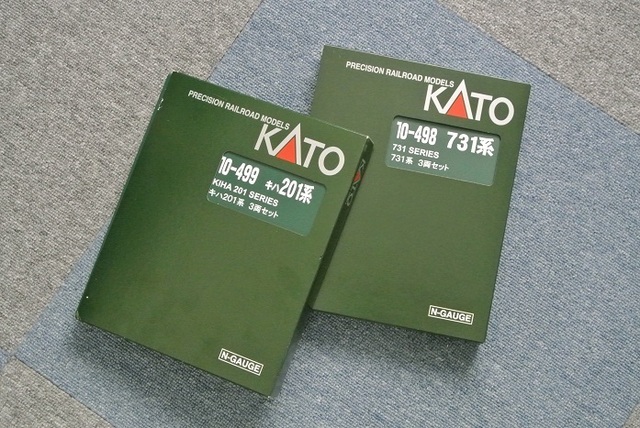 PRECISION RAILROAD MODELS
KATO
10-499 キハ201系
KIHA 201 SERIES
キハ201系 3両セット
N-GAUGE
PRECISION RAILROAD MODELS
KATO
10-498 731系
731 SERIES
731系 3両セット
N-GAUGE